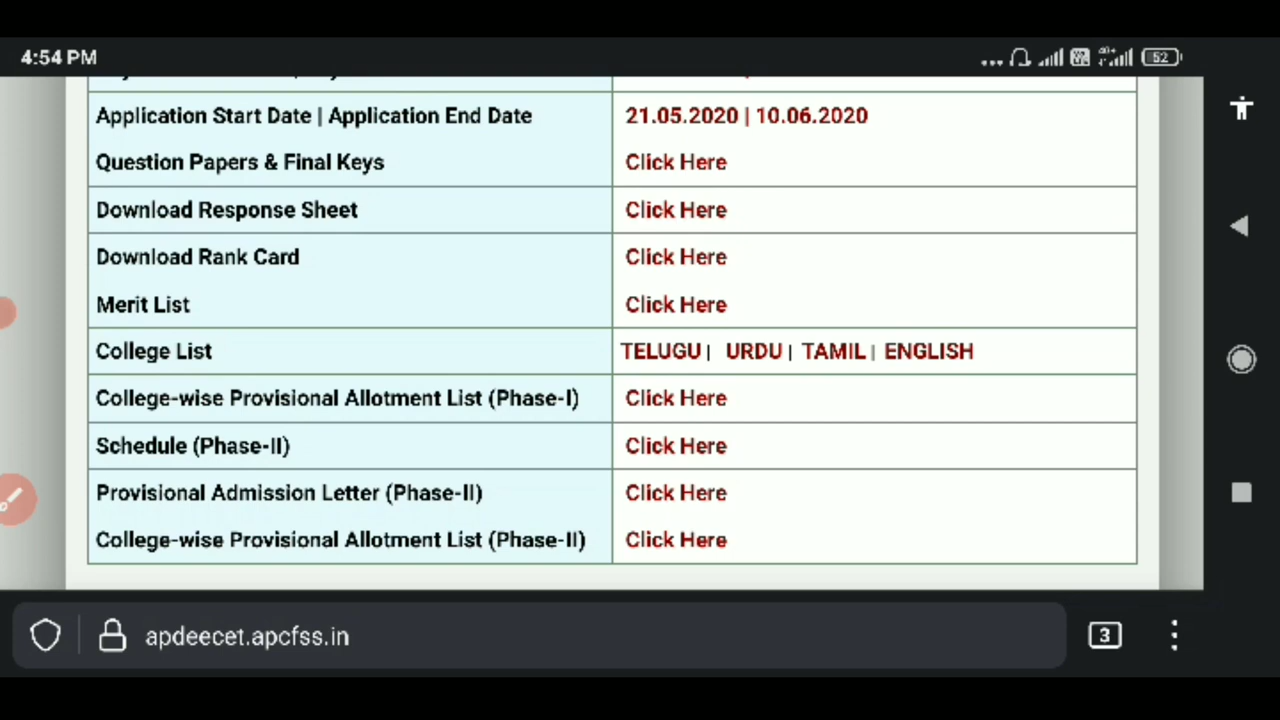 4:54 PM
52
Application Start Date | Application End Date 21.05.2020 | 10.06.2020
Question Papers & Final Keys Click Here
Download Response Sheet Click Here
Download Rank Card Click Here
Merit List Click Here
College List TELUGU | URDU | TAMIL | ENGLISH
College-wise Provisional Allotment List (Phase-I) Click Here
Schedule (Phase-II) Click Here
Provisional Admission Letter (Phase-II) Click Here
College-wise Provisional Allotment List (Phase-II) Click Here
apdeecet.apcfss.in 3